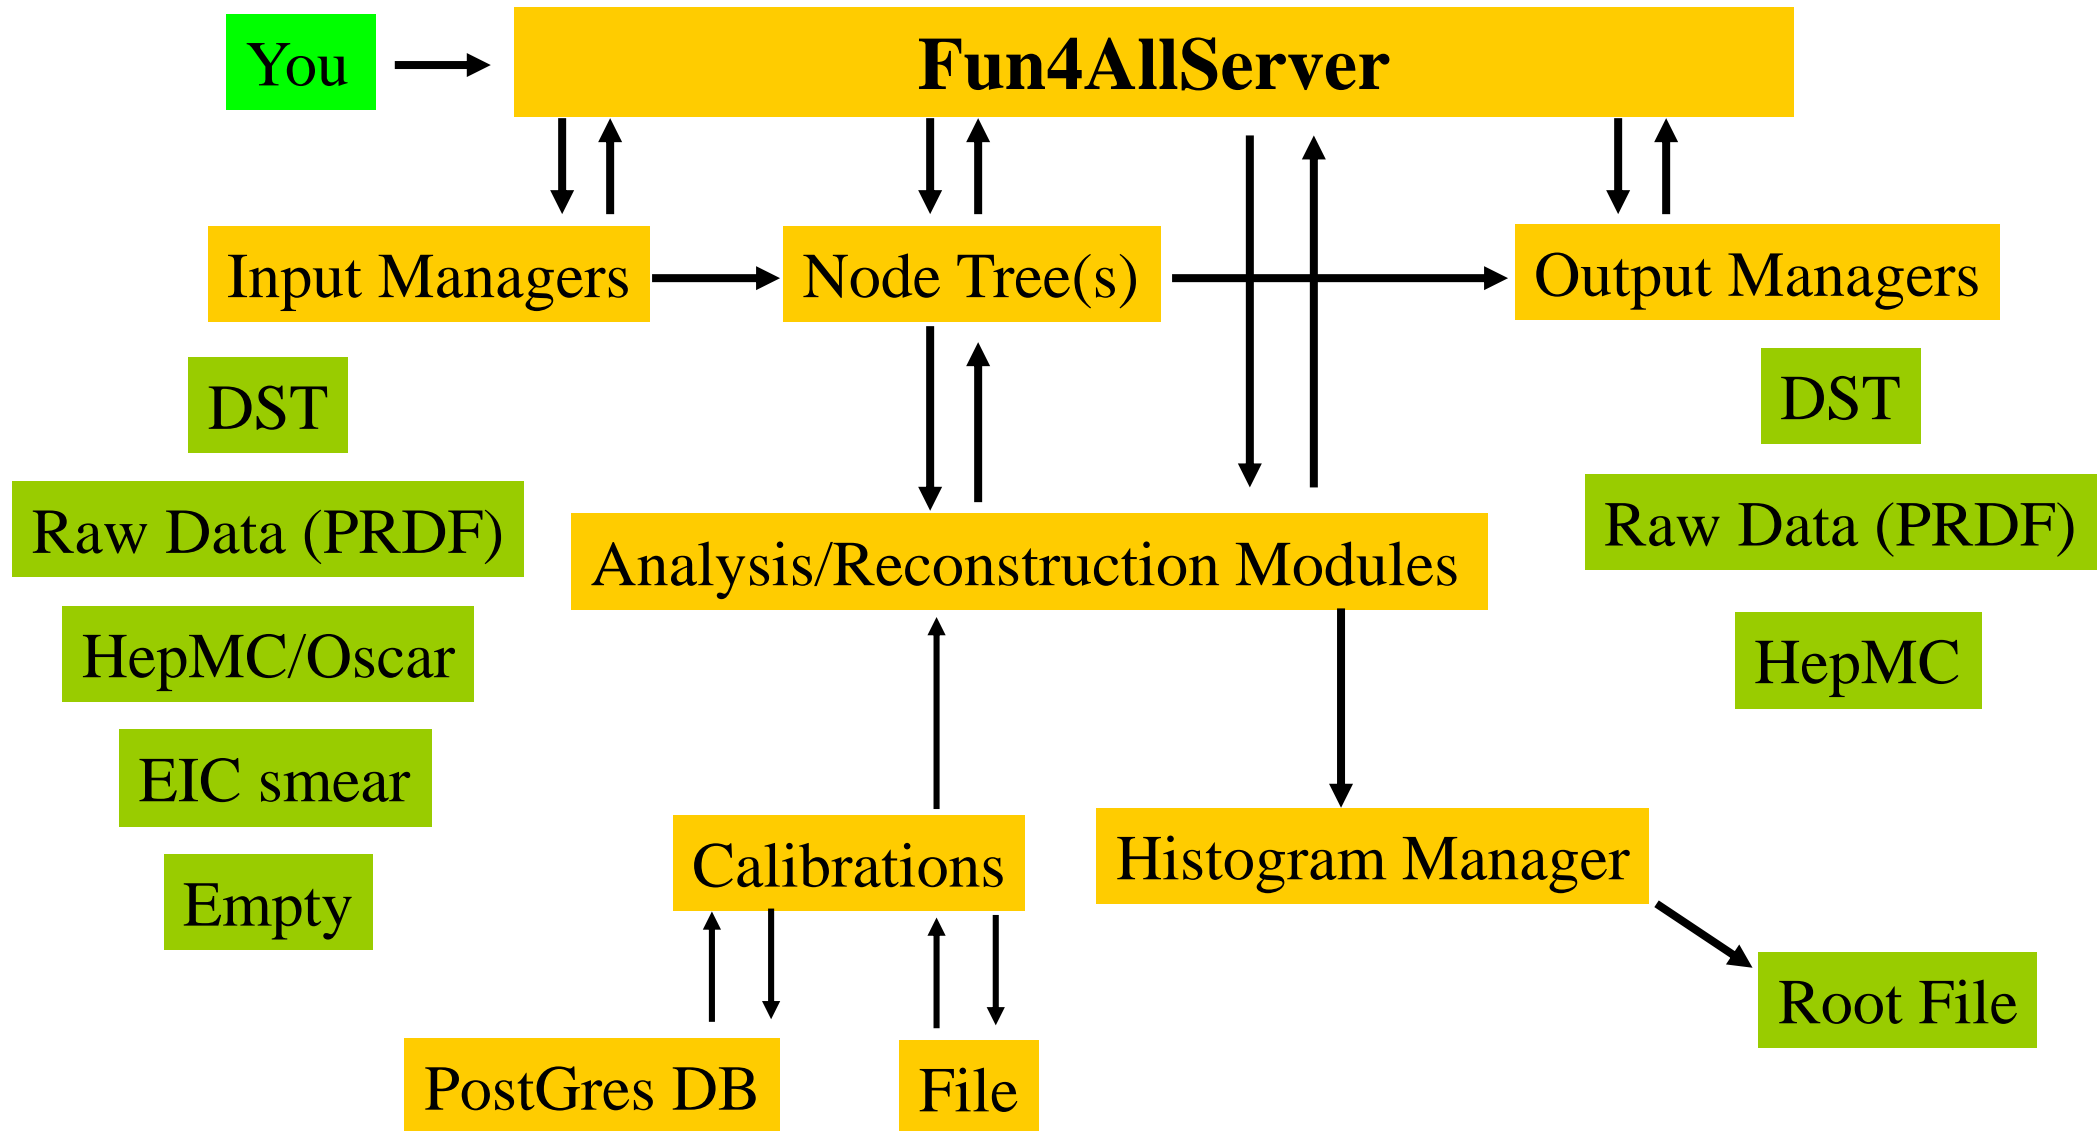 You
Fun4AllServer
Input Managers
Node Tree(s)
Output Managers
DST
DST
Raw Data (PRDF)
Raw Data (PRDF)
Analysis/Reconstruction Modules
HepMC/Oscar
HepMC
EIC smear
Calibrations
Histogram Manager
Empty
Root File
PostGres DB
File